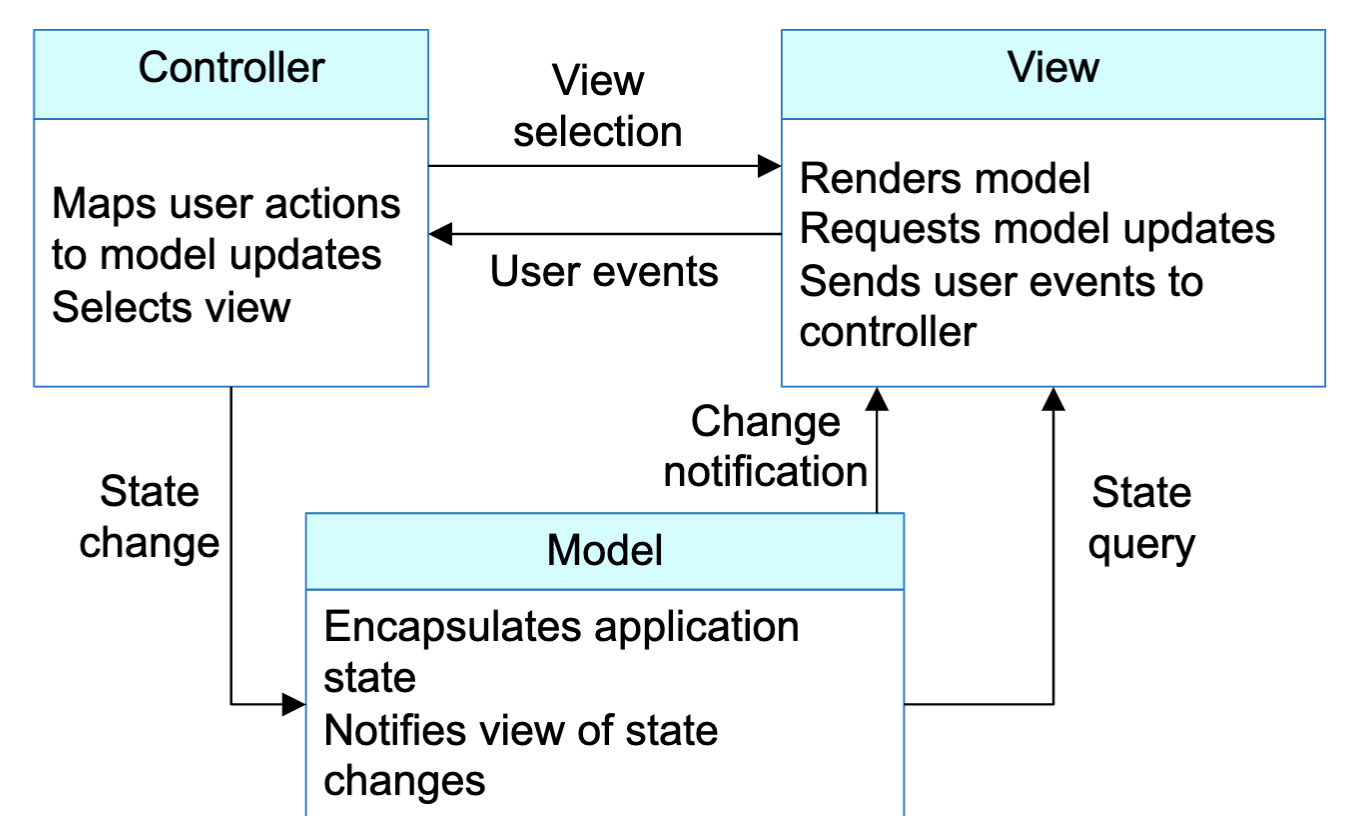 Controller
Maps user actions
to model updates
Selects view
View
selection
User events
View
Renders model
Requests model updates
Sends user events to
controller
State
change
Change
notification
State
query
Model
Encapsulates application
state
Notifies view of state
changes